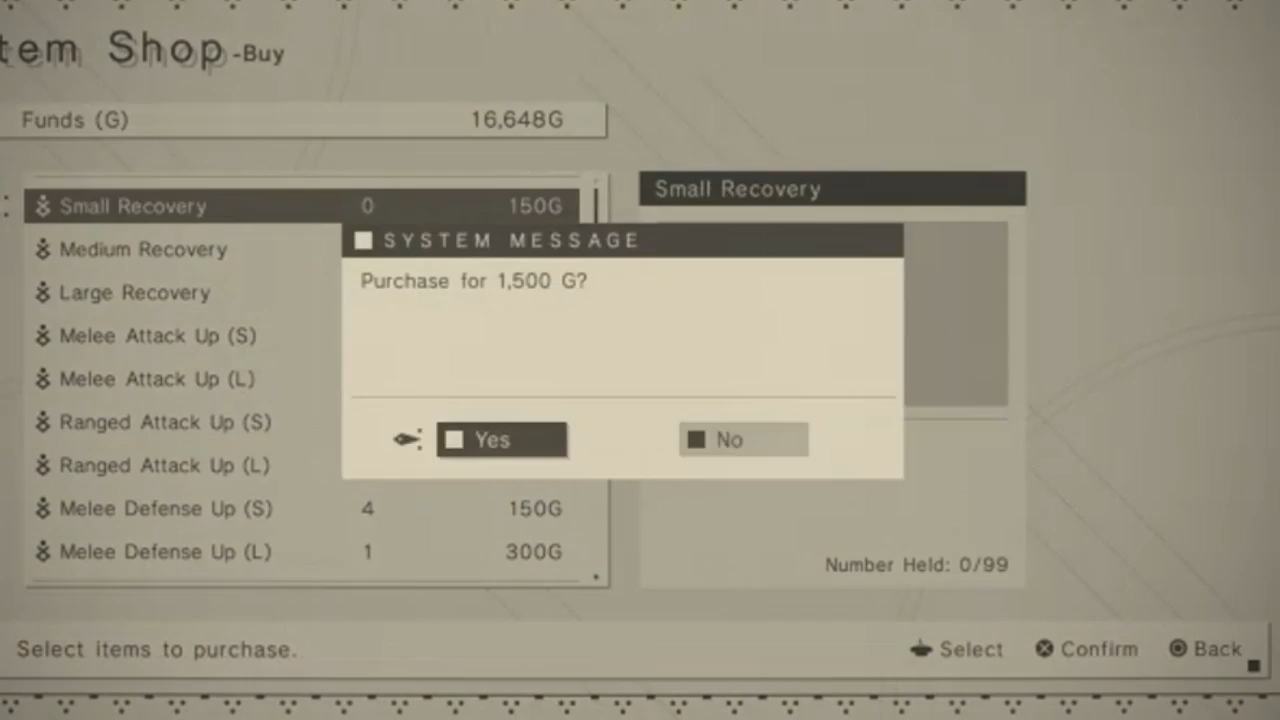 tem Shop -Buy
Funds (G) 16,648G
Small Recovery 0 150G
Medium Recovery
Large Recovery
Melee Attack Up (S)
Melee Attack Up (L)
Ranged Attack Up (S)
Ranged Attack Up (L)
Melee Defense Up (S) 4 150G
Melee Defense Up (L) 1 300G
Small Recovery
SYSTEM MESSAGE
Purchase for 1,500 G?
Yes No
Number Held: 0/99
Select items to purchase. Select Confirm Back